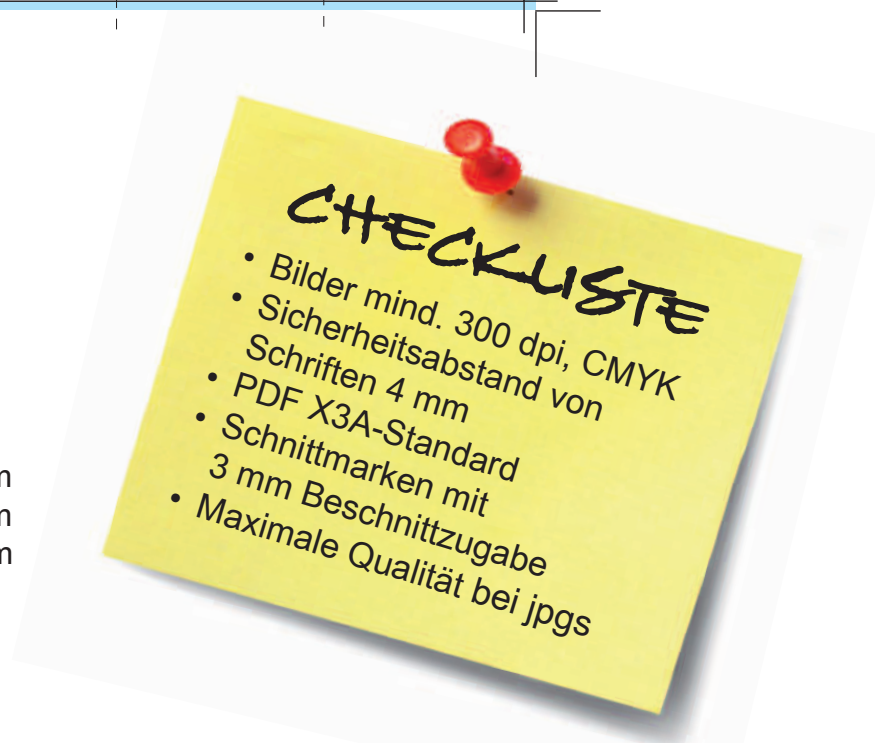 CHECKLISTE
• Bilder mind. 300 dpi, CMYK
• Sicherheitsabstand von
Schriften 4 mm
• PDF X3A-Standard
• Schnittmarken mit
3 mm Beschnittzugabe
• Maximale Qualität bei jpgs